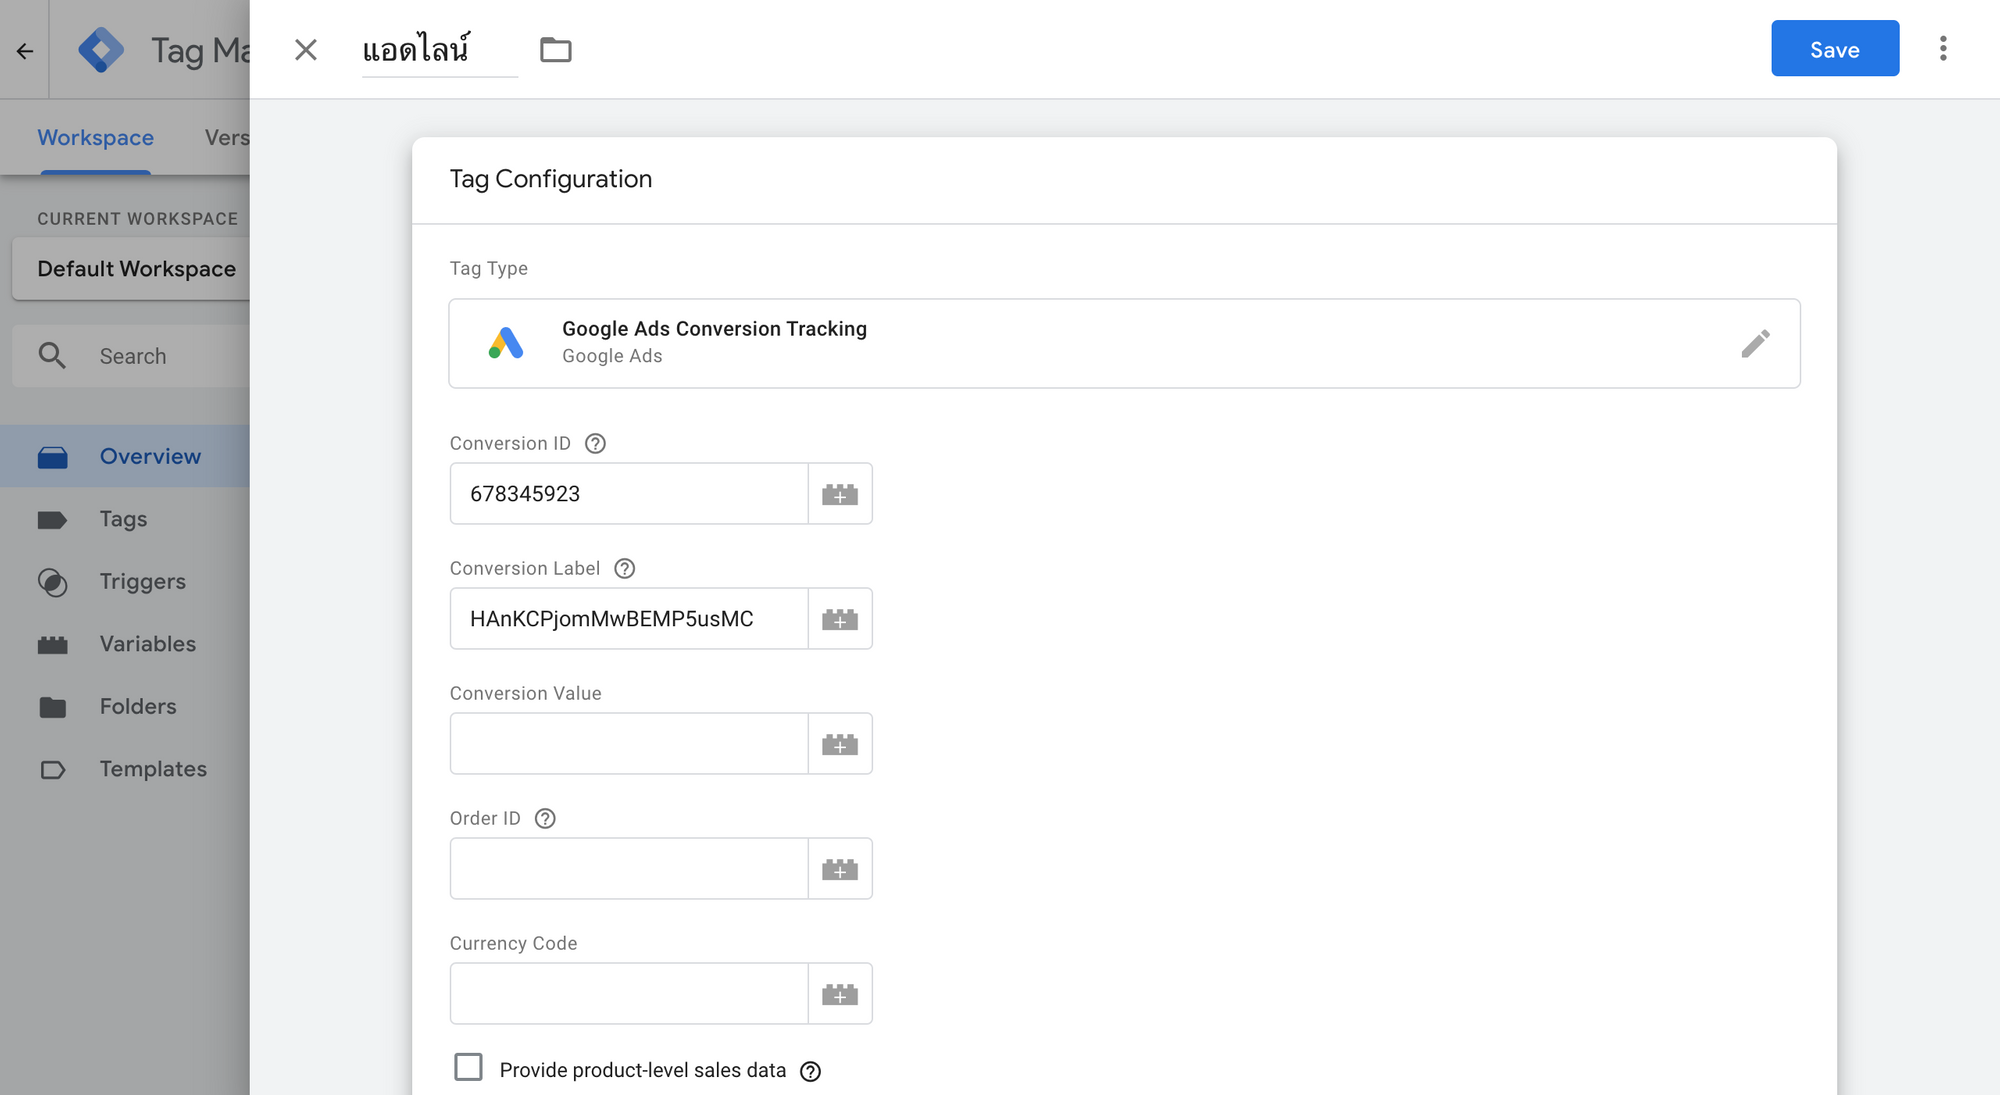 Tag Ma
แอดไลน์
Save
Workspace
Vers
CURRENT WORKSPACE
Default Workspace
Search
Overview
Tags
Triggers
Variables
Folders
Templates
Tag Configuration
Tag Type
Google Ads Conversion Tracking
Google Ads
Conversion ID
678345923
Conversion Label
HAnKCPjomMwBEMP5usMC
Conversion Value
Order ID
Currency Code
Provide product-level sales data